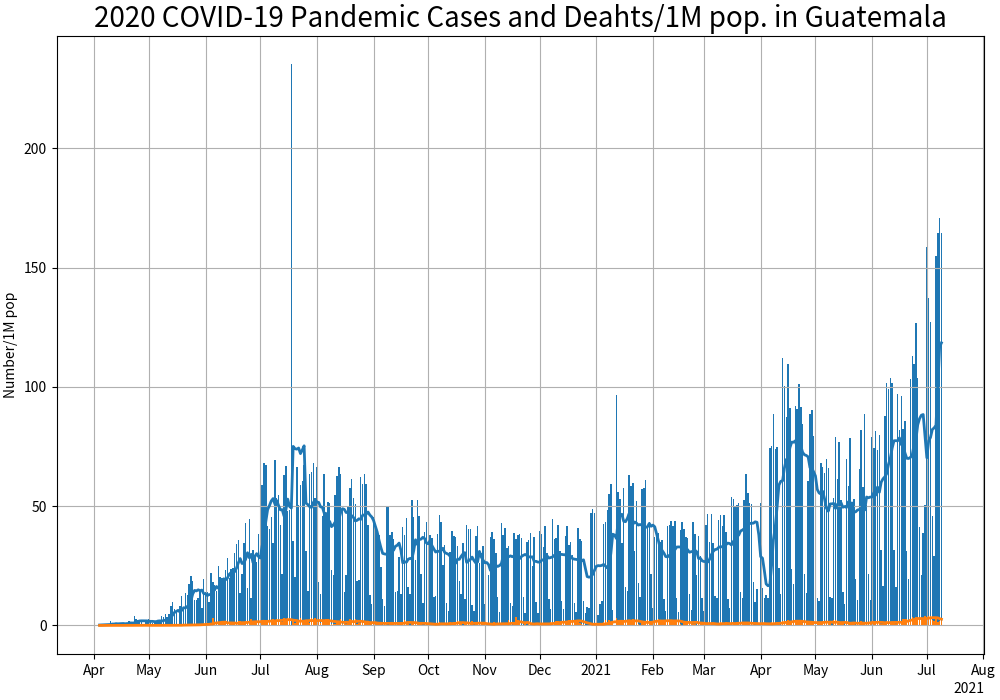 2020 COVID-19 Pandemic Cases and Deahts/1M pop. in Guatemala
Number/1M pop
200
150
100
50
0
Apr May Jun Jul Aug Sep Oct Nov Dec 2021 Feb Mar Apr May Jun Jul Aug
2021